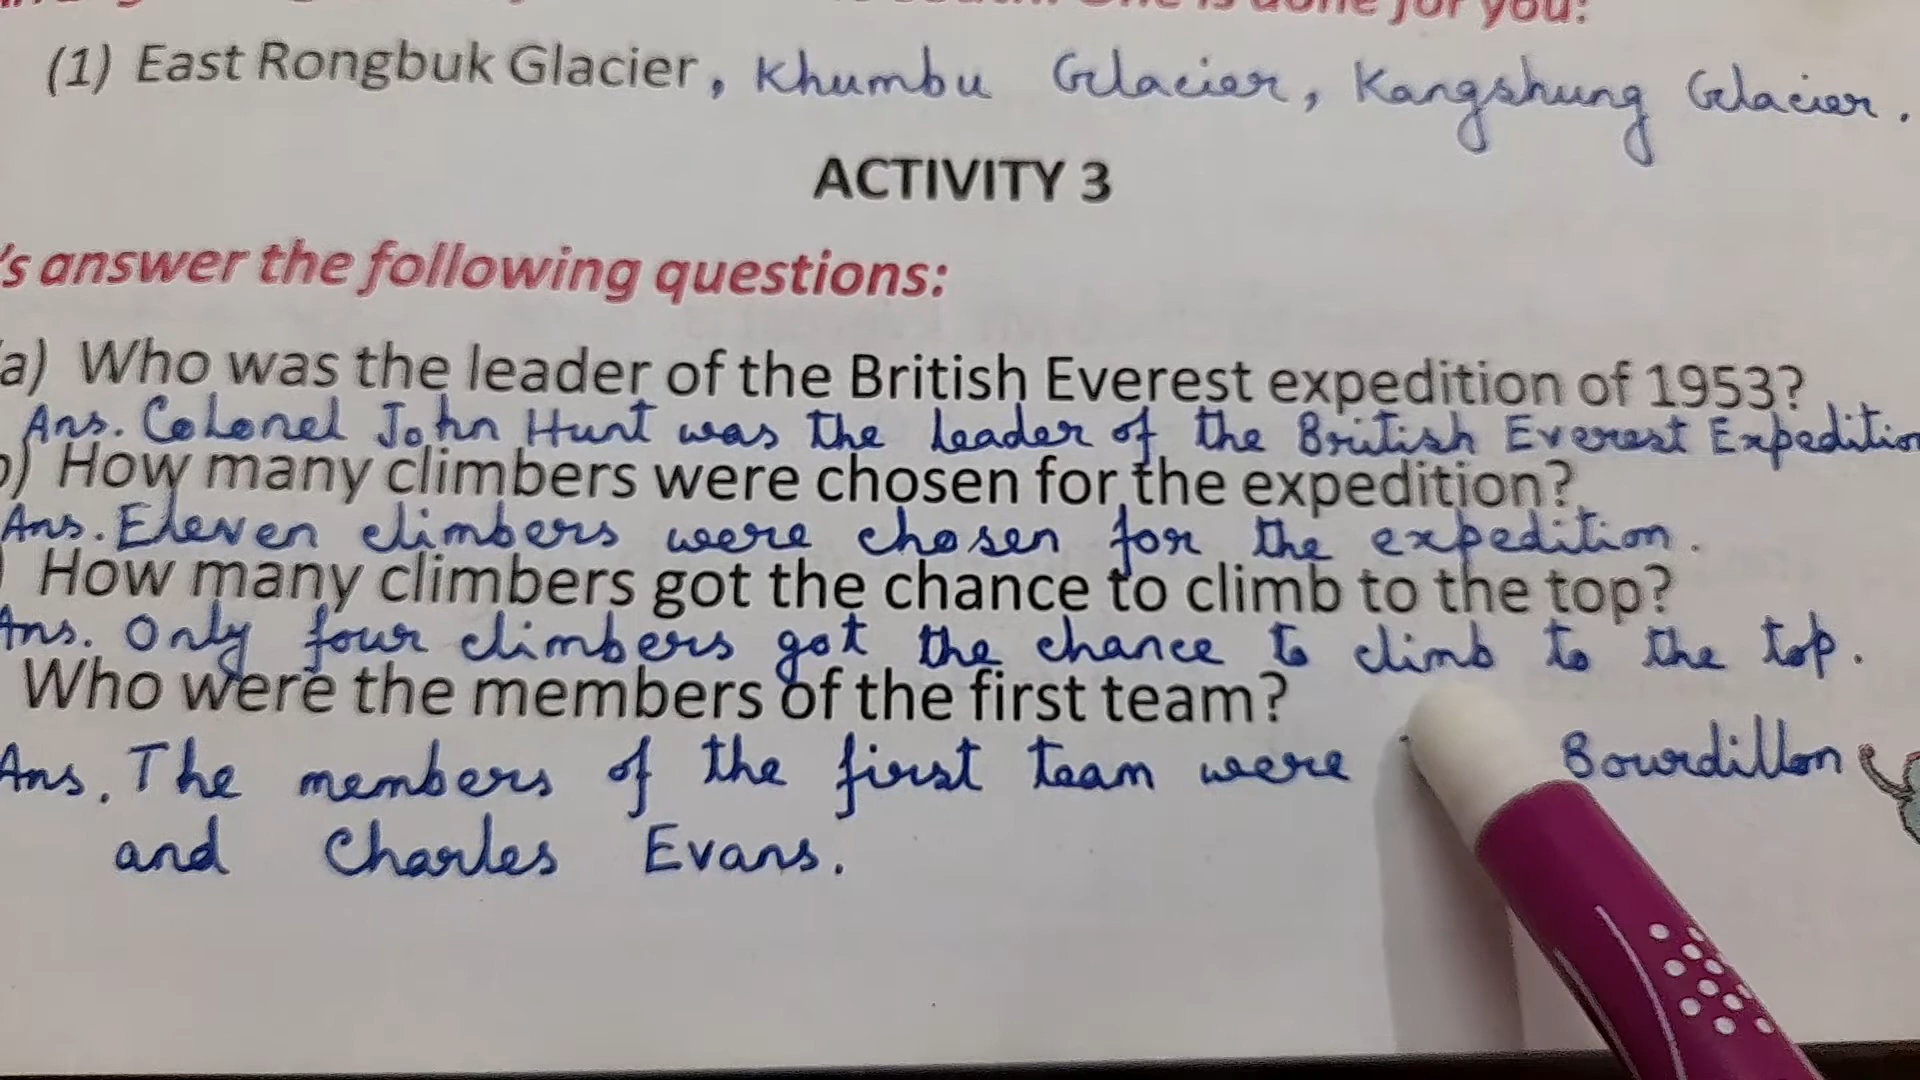 is done for you:
(1) East Rongbuk Glacier, Khumbu Glacier, Kangshung Glacier.
ACTIVITY 3
's answer the following questions:
a) Who was the leader of the British Everest expedition of 1953?
Ans. Colonel John Hunt was the leader of the British Everest Expedition
b) How many climbers were chosen for the expedition?
Ans. Eleven climbers were chosen for the expedition.
) How many climbers got the chance to climb to the top?
Ans. Only four climbers got the chance to climb to the top.
Who were the members of the first team?
Ans. The members of the first team were Bourdillon
and Charles Evans.